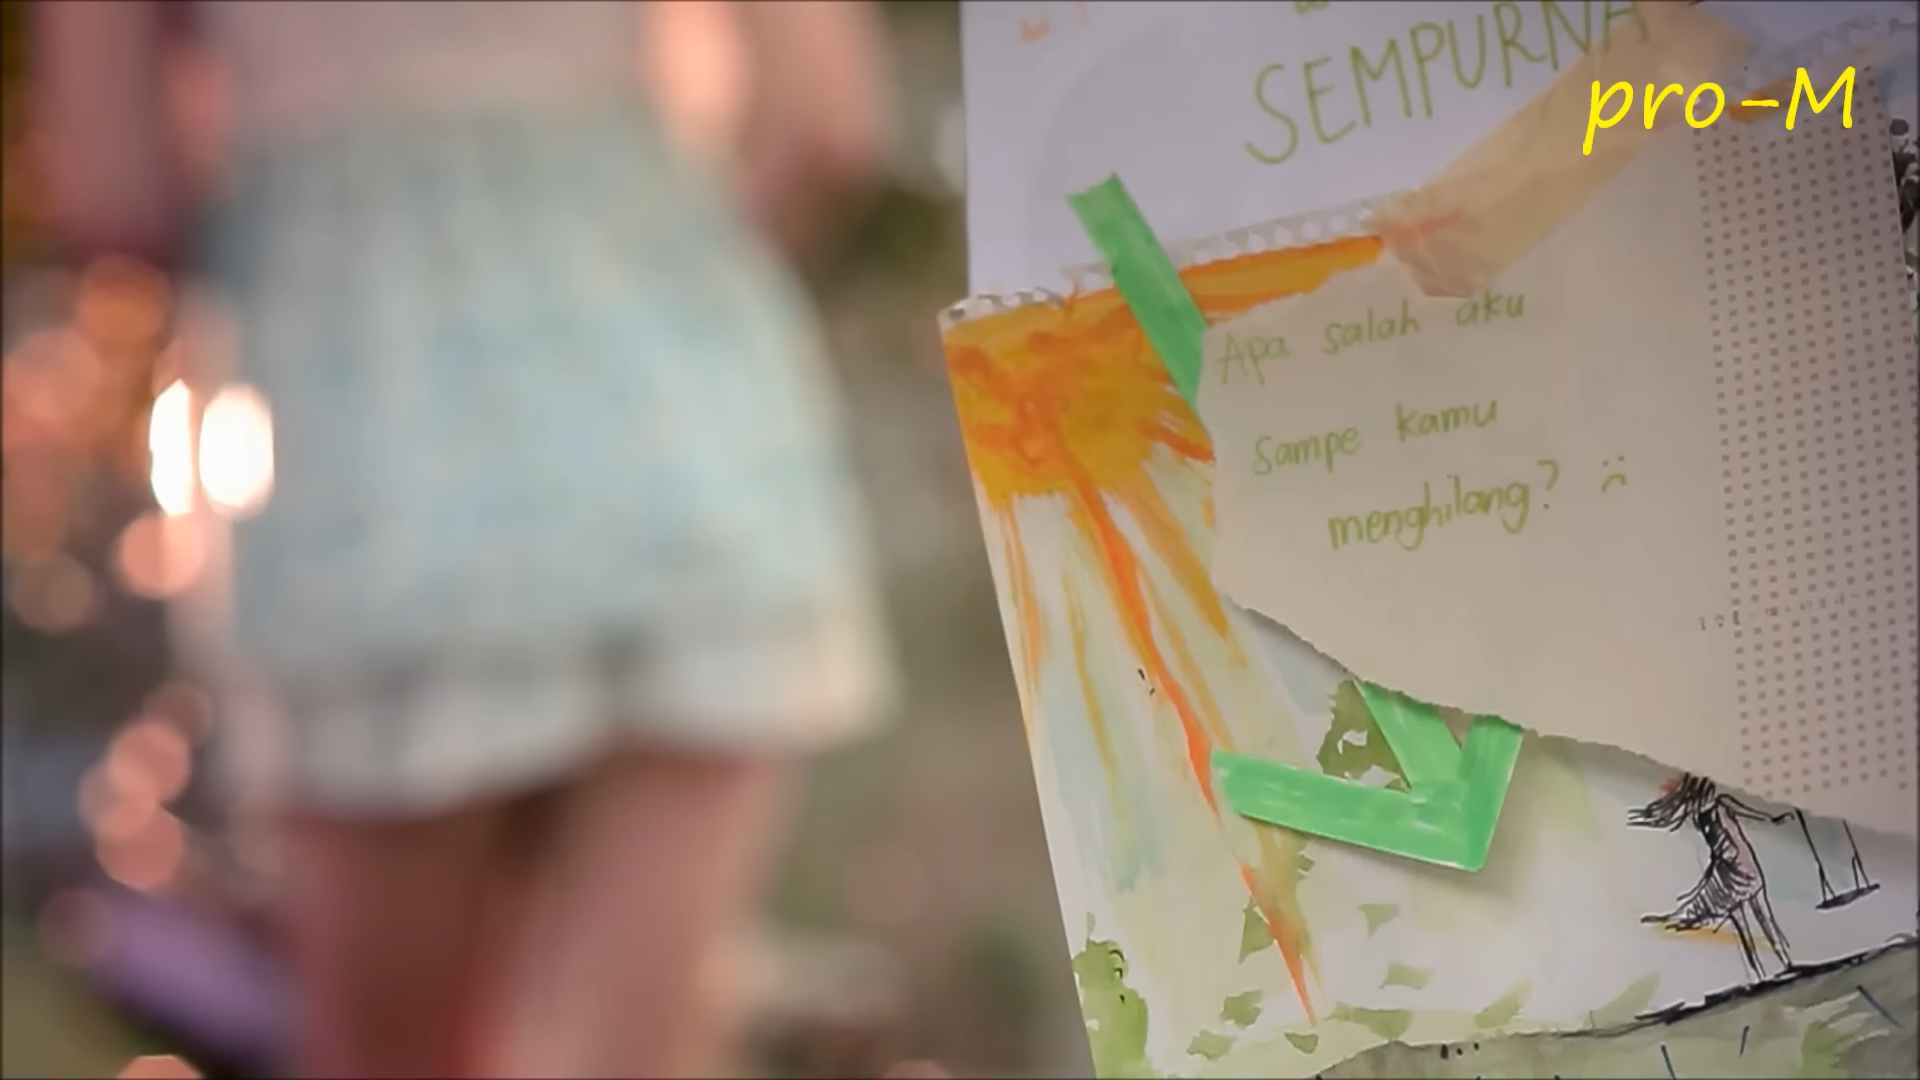 SEMPURNA
pro-M
Apa salah aku
sampe kamu
menghilang? :(